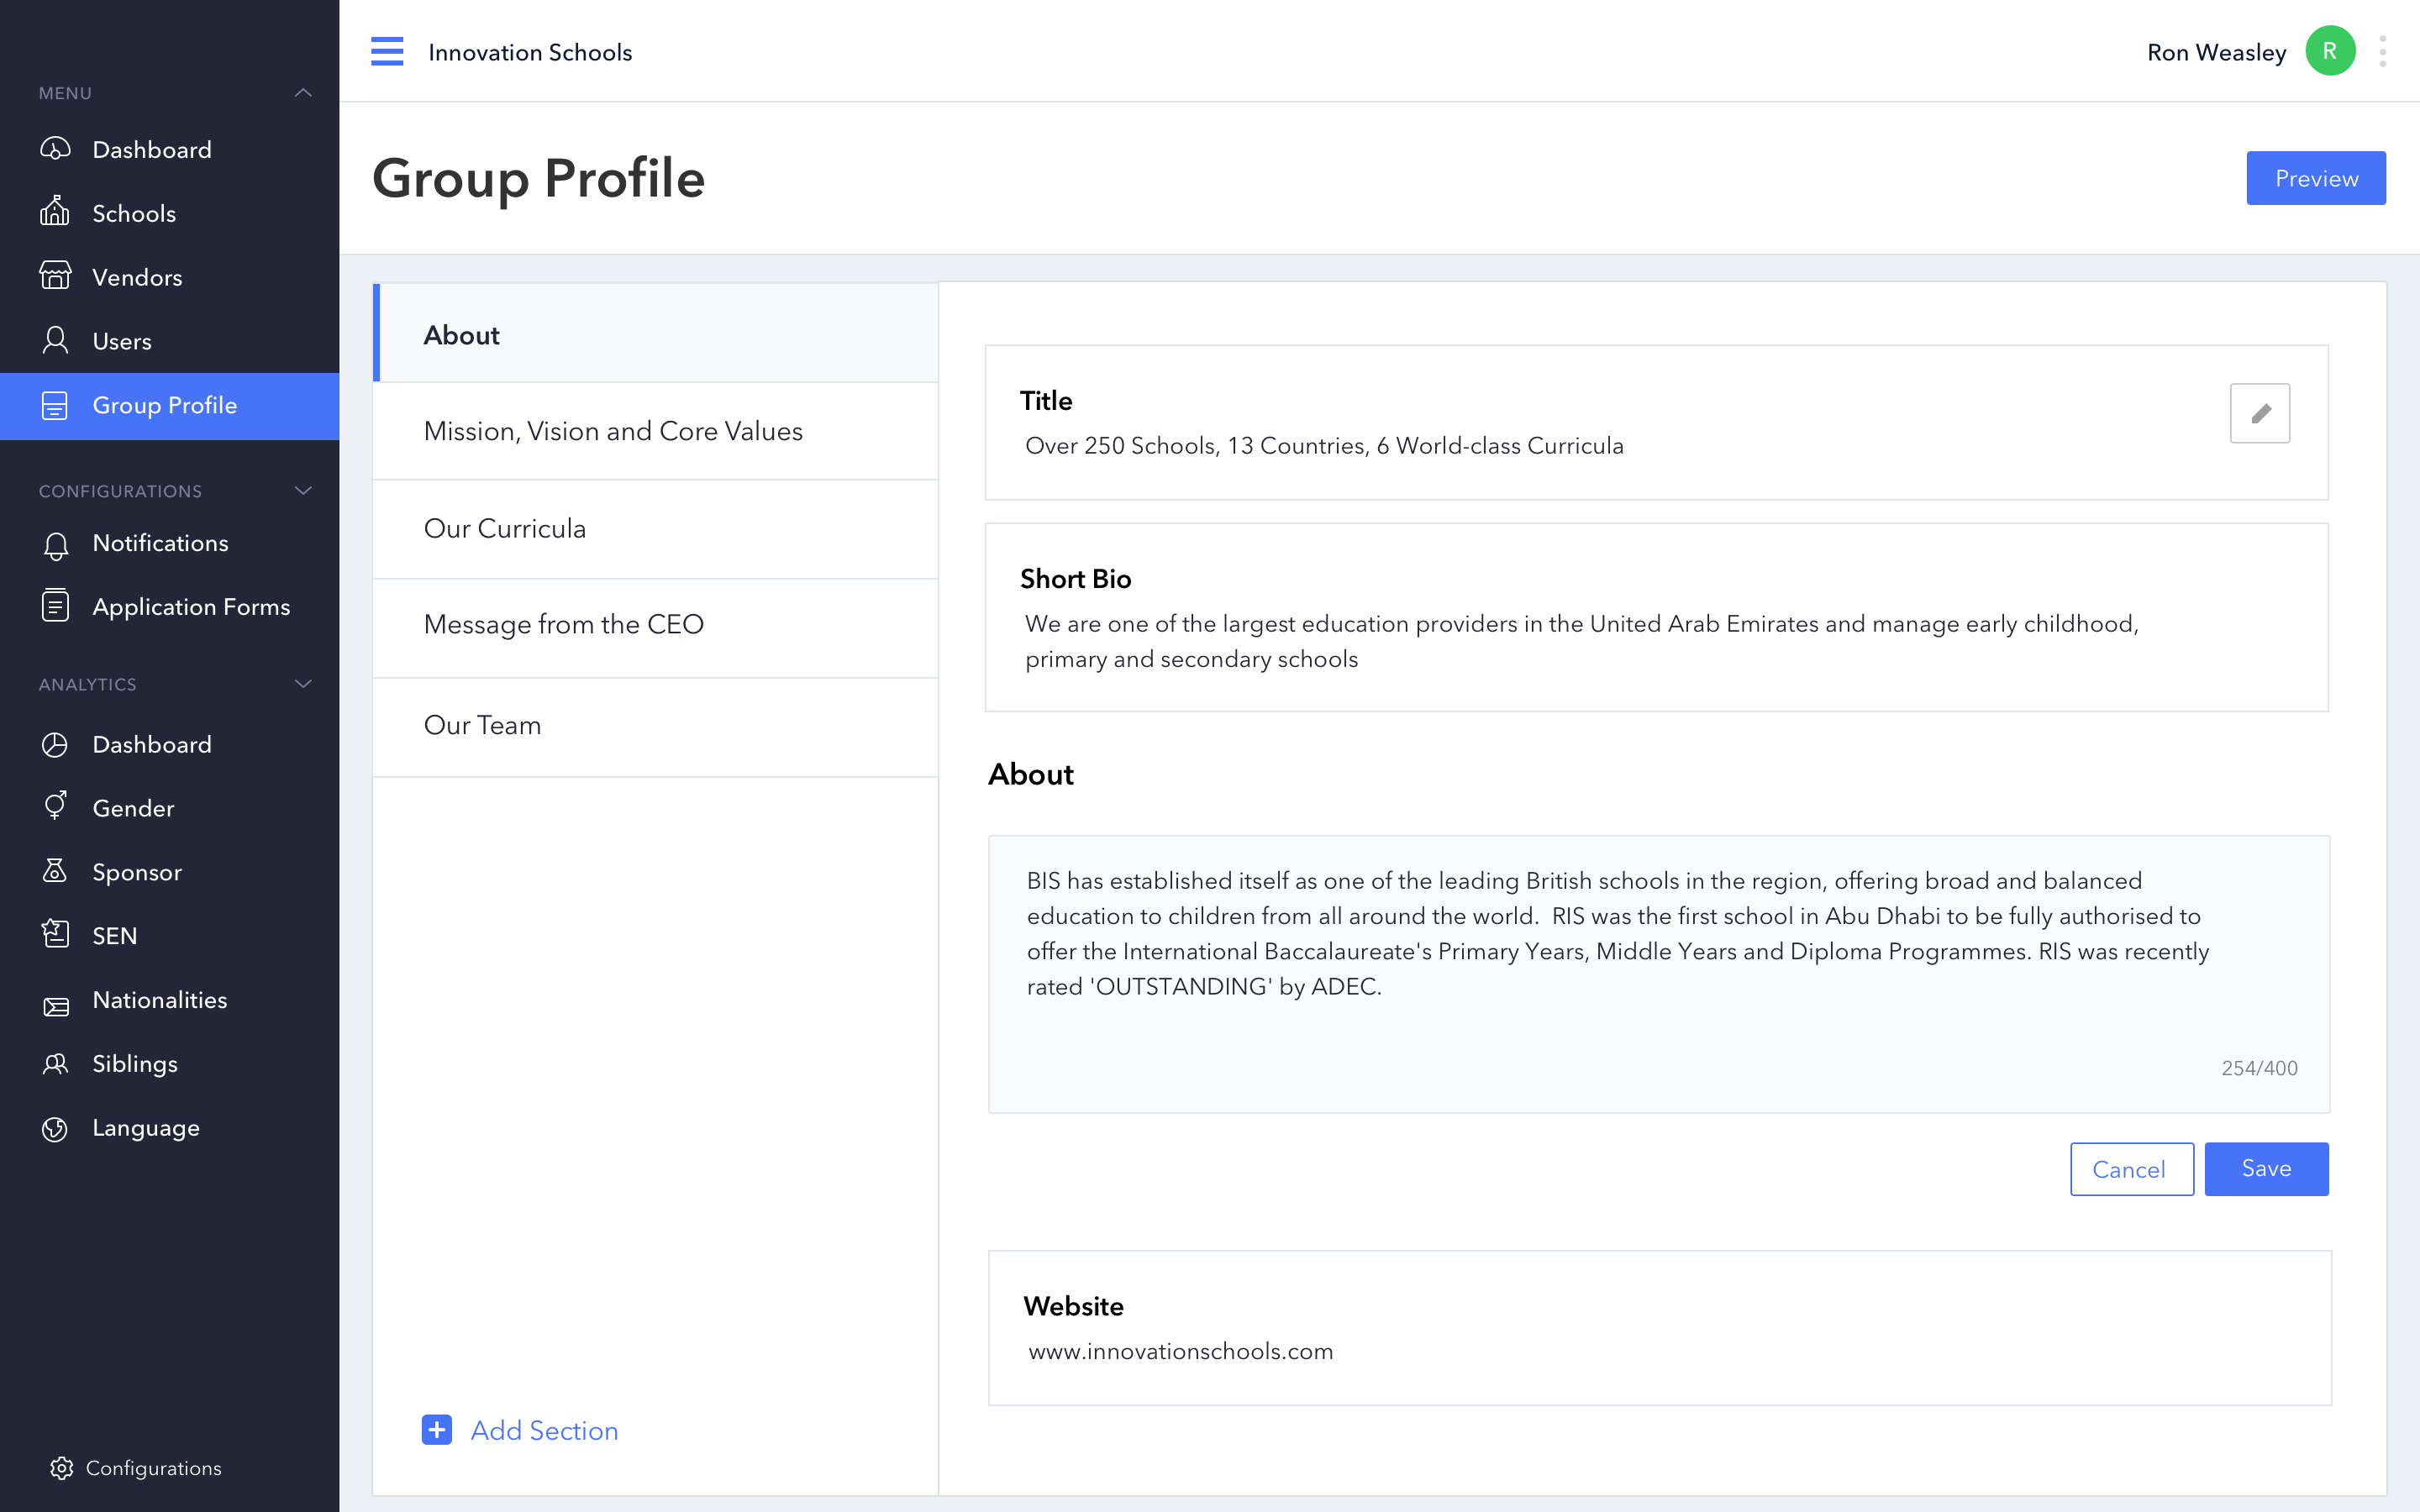 MENU
Dashboard
Schools
Vendors
Users
Group Profile
CONFIGURATIONS
Notifications
Application Forms
ANALYTICS
Dashboard
Gender
Sponsor
SEN
Nationalities
Siblings
Language
Configurations
Innovation Schools
Ron Weasley
R
Group Profile
Preview
About
Mission, Vision and Core Values
Our Curricula
Message from the CEO
Our Team
Add Section
Title
Over 250 Schools, 13 Countries, 6 World-class Curricula
Short Bio
We are one of the largest education providers in the United Arab Emirates and manage early childhood,
primary and secondary schools
About
BIS has established itself as one of the leading British schools in the region, offering broad and balanced
education to children from all around the world.  RIS was the first school in Abu Dhabi to be fully authorised to
offer the International Baccalaureate's Primary Years, Middle Years and Diploma Programmes. RIS was recently
rated 'OUTSTANDING' by ADEC.
254/400
Cancel
Save
Website
www.innovationschools.com